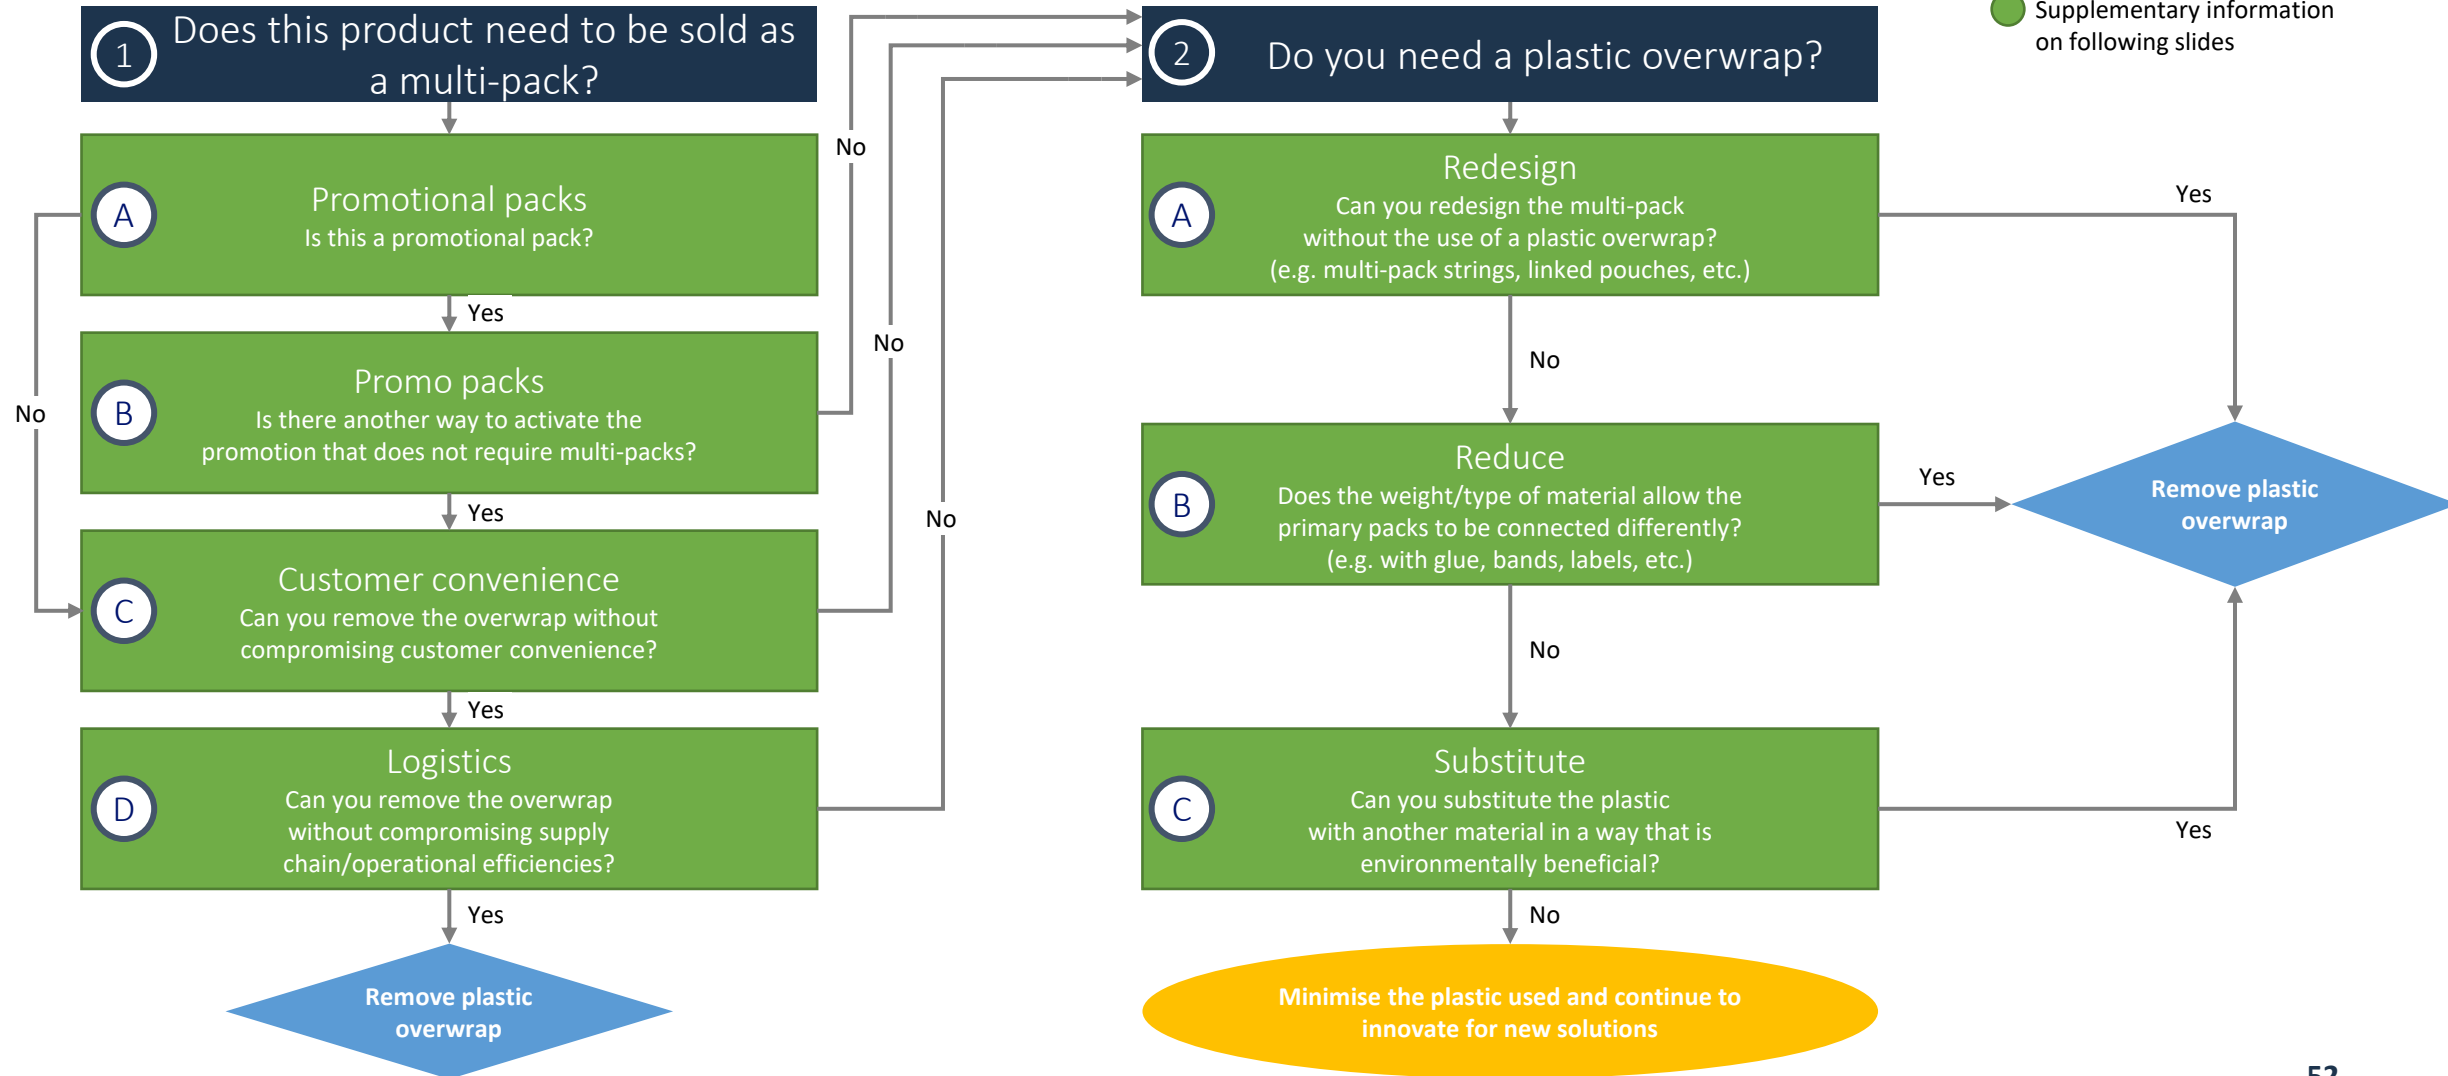 1
Does this product need to be sold as
a multi-pack?
A
Promotional packs
Is this a promotional pack?
No
Yes
B
Promo packs
Is there another way to activate the
promotion that does not require multi-packs?
No
Yes
C
Customer convenience
Can you remove the overwrap without
compromising customer convenience?
No
Yes
D
Logistics
Can you remove the overwrap
without compromising supply
chain/operational efficiencies?
No
Yes
Remove plastic
overwrap
2
Do you need a plastic overwrap?
A
Redesign
Can you redesign the multi-pack
without the use of a plastic overwrap?
(e.g. multi-pack strings, linked pouches, etc.)
Yes
No
B
Reduce
Does the weight/type of material allow the
primary packs to be connected differently?
(e.g. with glue, bands, labels, etc.)
Yes
No
C
Substitute
Can you substitute the plastic
with another material in a way that is
environmentally beneficial?
Yes
No
Remove plastic
overwrap
Minimise the plastic used and continue to
innovate for new solutions
Supplementary information
on following slides
52